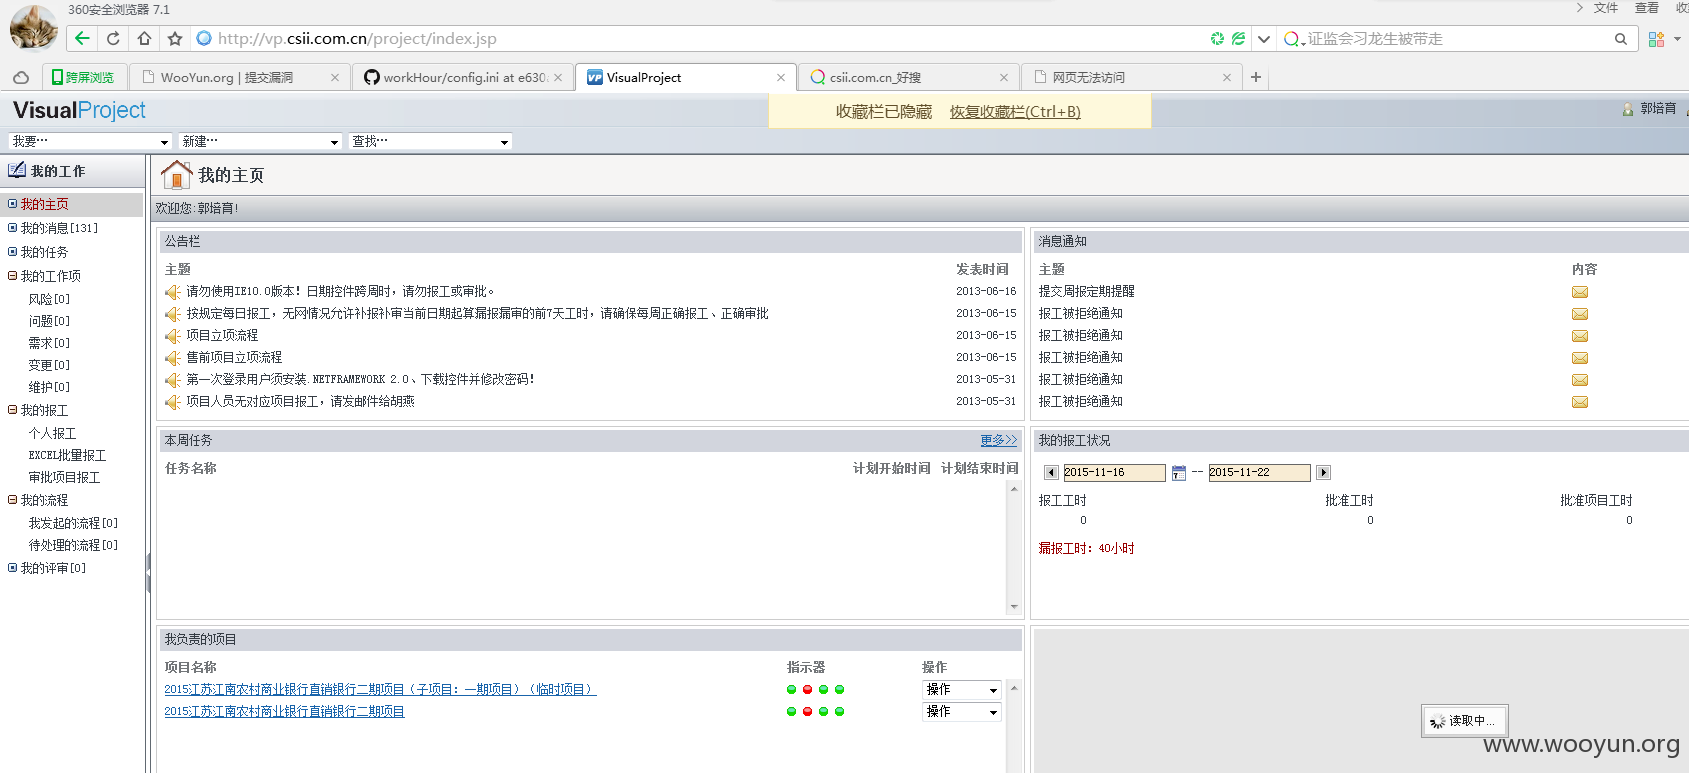 360安全浏览器 7.1
文件 查看
http://vp.csii.com.cn/project/index.jsp
证监会习龙生被带走
跨屏浏览
WooYun.org | 提交漏洞
workHour/config.ini at e630
VisualProject
csii.com.cn_好搜
网页无法访问
VisualProject
收藏栏已隐藏 恢复收藏栏(Ctrl+B)
郭培育
我要… 新建… 查找…
我的工作
我的主页
我的消息[131]
我的任务
我的工作项
风险[0]
问题[0]
需求[0]
变更[0]
维护[0]
我的报工
个人报工
EXCEL批量报工
审批项目报工
我的流程
我发起的流程[0]
待处理的流程[0]
我的评审[0]
我的主页
欢迎您:郭培育!
公告栏
主题 发表时间
请勿使用IE10.0版本! 日期控件跨周时, 请勿报工或审批。 2013-06-16
按规定每日报工, 无网情况允许补报补审当前日期起算漏报漏审的前7天工时, 请确保每周正确报工、正确审批 2013-06-15
项目立项流程 2013-06-15
售前项目立项流程 2013-06-15
第一次登录用户须安装.NETFRAMEWORK 2.0、下载控件并修改密码! 2013-05-31
项目人员无对应项目报工, 请发邮件给胡燕 2013-05-31
消息通知
主题 内容
提交周报定期提醒
报工被拒绝通知
报工被拒绝通知
报工被拒绝通知
报工被拒绝通知
报工被拒绝通知
本周任务 更多>>
任务名称 计划开始时间 计划结束时间
我的报工状况
2015-11-16 -- 2015-11-22
报工工时 批准工时 批准项目工时
0 0 0
漏报工时: 40小时
我负责的项目
项目名称 指示器 操作
2015江苏江南农村商业银行直销银行二期项目（子项目: 一期项目）（临时项目） 操作
2015江苏江南农村商业银行直销银行二期项目 操作
读取中...
www.wooyun.org